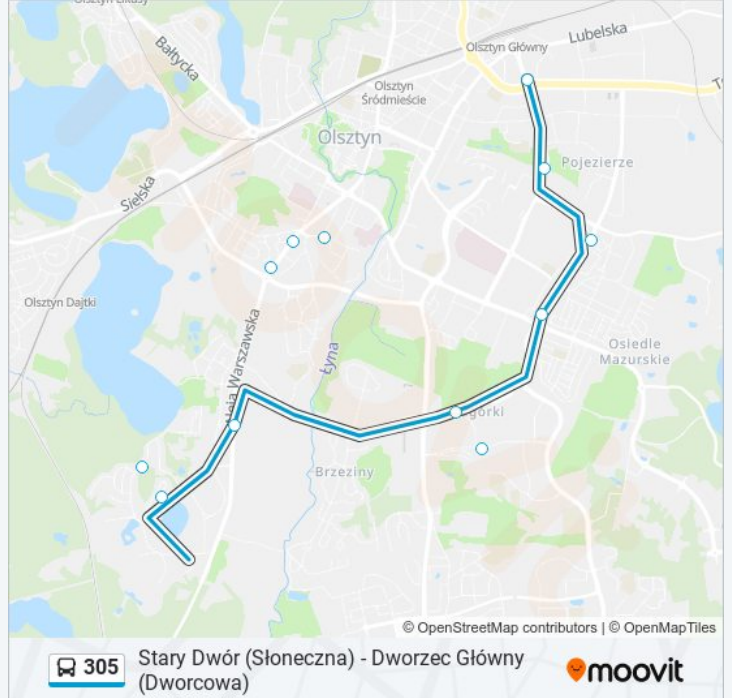 Olsztyn Główny
Lubelska
Bałtycka
Olsztyn
Śródmieście
Olsztyn
Pojezierze
Sielska
Olsztyn Dajtki
Warszawska
Łyna
Osiedle
Mazurskie
Brzeziny
© OpenStreetMap contributors | © OpenMapTiles
305
Stary Dwór (Słoneczna) - Dworzec Główny
(Dworcowa)
moovit